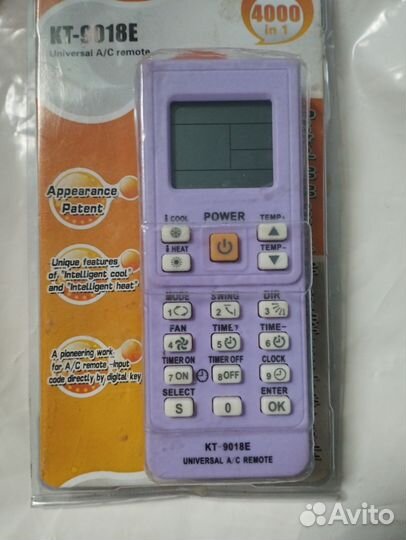 KT-9018E
Universal A/C remote
4000
in 1
Appearance
Patent
Unique features
of "Intelligent cool"
and "Intelligent heat"
A pioneering work
for A/C remote -input
code directly by digital key
COOL POWER TEMP+
HEAT TEMP-
MODE SWING DIR
1 2 3
FAN TIME+ TIME-
4 5 6
TIMER ON TIMER OFF CLOCK
7 ON 8 OFF 9
SELECT ENTER
S 0 OK
KT-9018E
UNIVERSAL A/C REMOTE
Avito